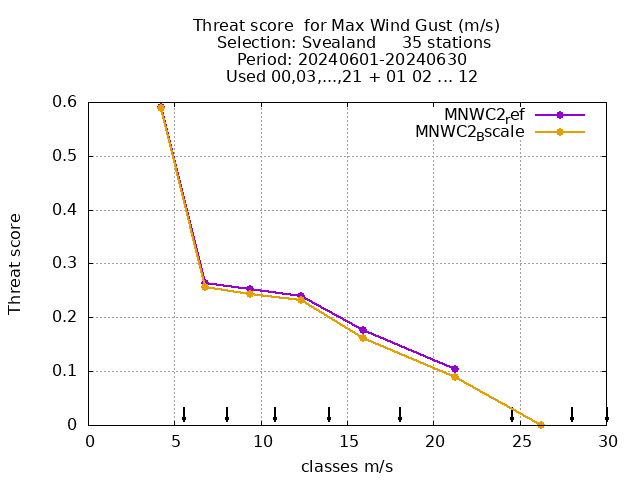 Threat score  for Max Wind Gust (m/s)
Selection: Svealand     35 stations
Period: 20240601-20240630
Used 00,03,...,21 + 01 02 ... 12
MNWC2ref
MNWC2Bscale
0.6
0.5
0.4
0.3
0.2
0.1
0
Threat score
0 5 10 15 20 25 30
classes m/s